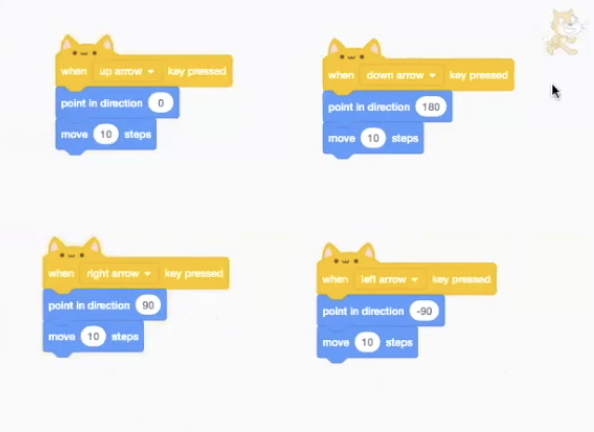 when up arrow key pressed
point in direction 0
move 10 steps
when down arrow key pressed
point in direction 180
move 10 steps
when right arrow key pressed
point in direction 90
move 10 steps
when left arrow key pressed
point in direction -90
move 10 steps